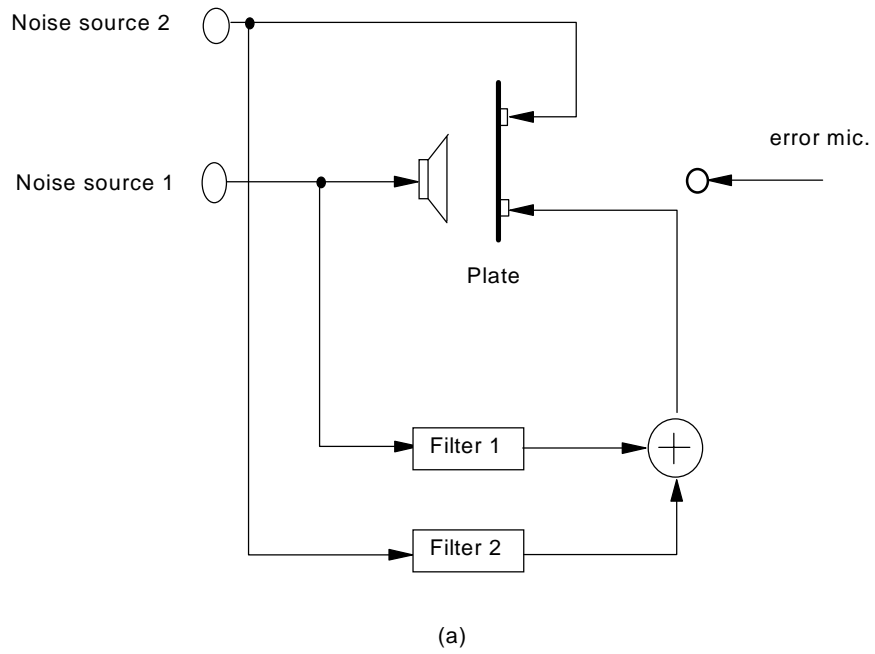 Noise source 2
error mic.
Noise source 1
Plate
Filter 1
Filter 2
(a)